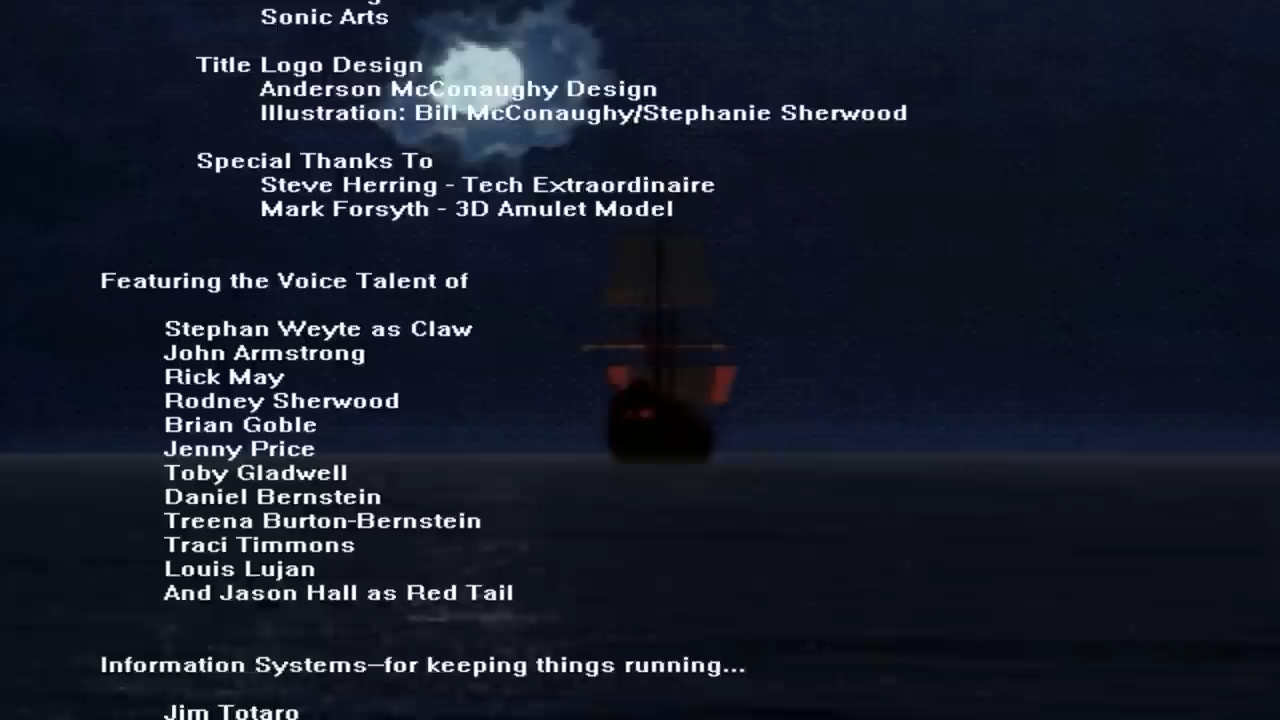 Sonic Arts
Title Logo Design
Anderson McConaughy Design
Illustration: Bill McConaughy/Stephanie Sherwood
Special Thanks To
Steve Herring - Tech Extraordinaire
Mark Forsyth - 3D Amulet Model
Featuring the Voice Talent of
Stephan Weyte as Claw
John Armstrong
Rick May
Rodney Sherwood
Brian Goble
Jenny Price
Toby Gladwell
Daniel Bernstein
Treena Burton-Bernstein
Traci Timmons
Louis Lujan
And Jason Hall as Red Tail
Information Systems–for keeping things running...
Jim Totaro